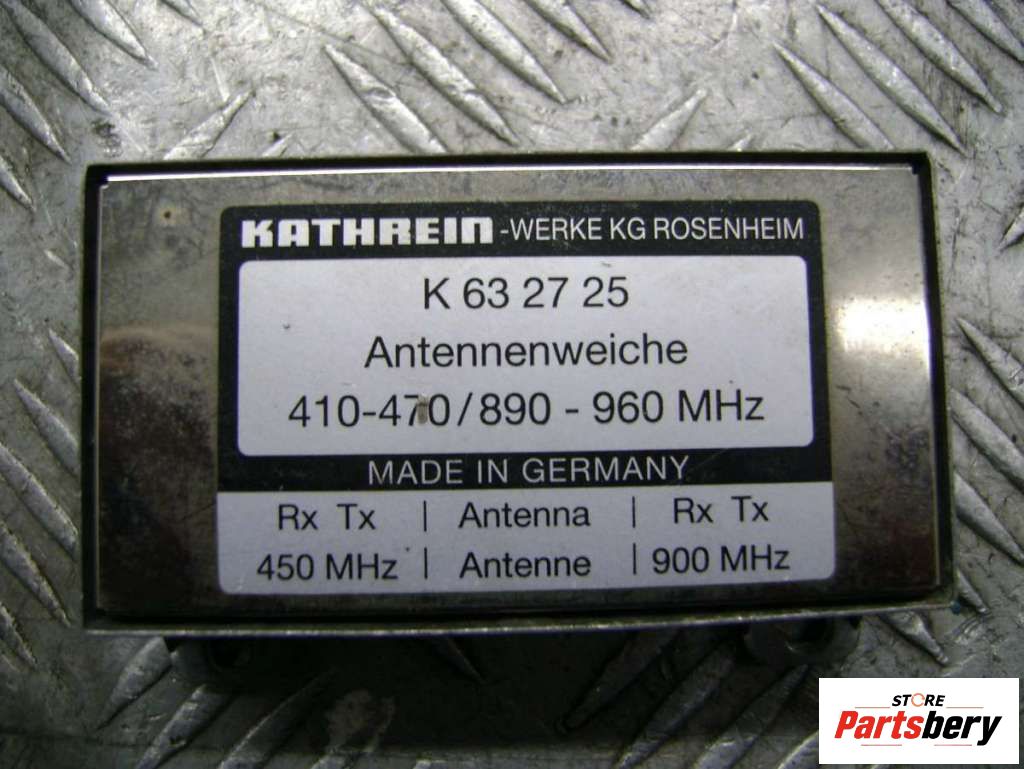 KATHREIN -WERKE KG ROSENHEIM
K 63 27 25
Antennenweiche
410-470/890 - 960 MHz
MADE IN GERMANY
Rx Tx | Antenna | Rx Tx
450 MHz | Antenne | 900 MHz
STORE
Partsbery